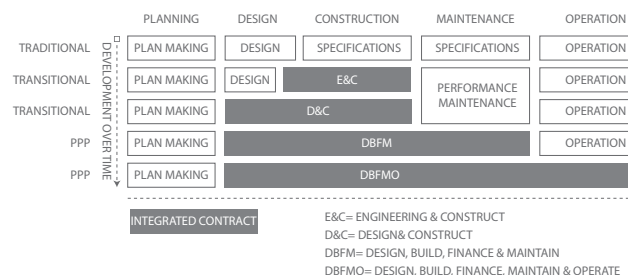 PLANNING DESIGN CONSTRUCTION MAINTENANCE OPERATION
TRADITIONAL PLAN MAKING DESIGN SPECIFICATIONS SPECIFICATIONS OPERATION
TRANSITIONAL PLAN MAKING DESIGN E&C PERFORMANCE MAINTENANCE OPERATION
TRANSITIONAL PLAN MAKING D&C OPERATION
PPP PLAN MAKING DBFM OPERATION
PPP PLAN MAKING DBFMO
DEVELOPMENT OVER TIME
INTEGRATED CONTRACT
E&C= ENGINEERING & CONSTRUCT
D&C= DESIGN& CONSTRUCT
DBFM= DESIGN, BUILD, FINANCE & MAINTAIN
DBFMO= DESIGN, BUILD, FINANCE, MAINTAIN & OPERATE